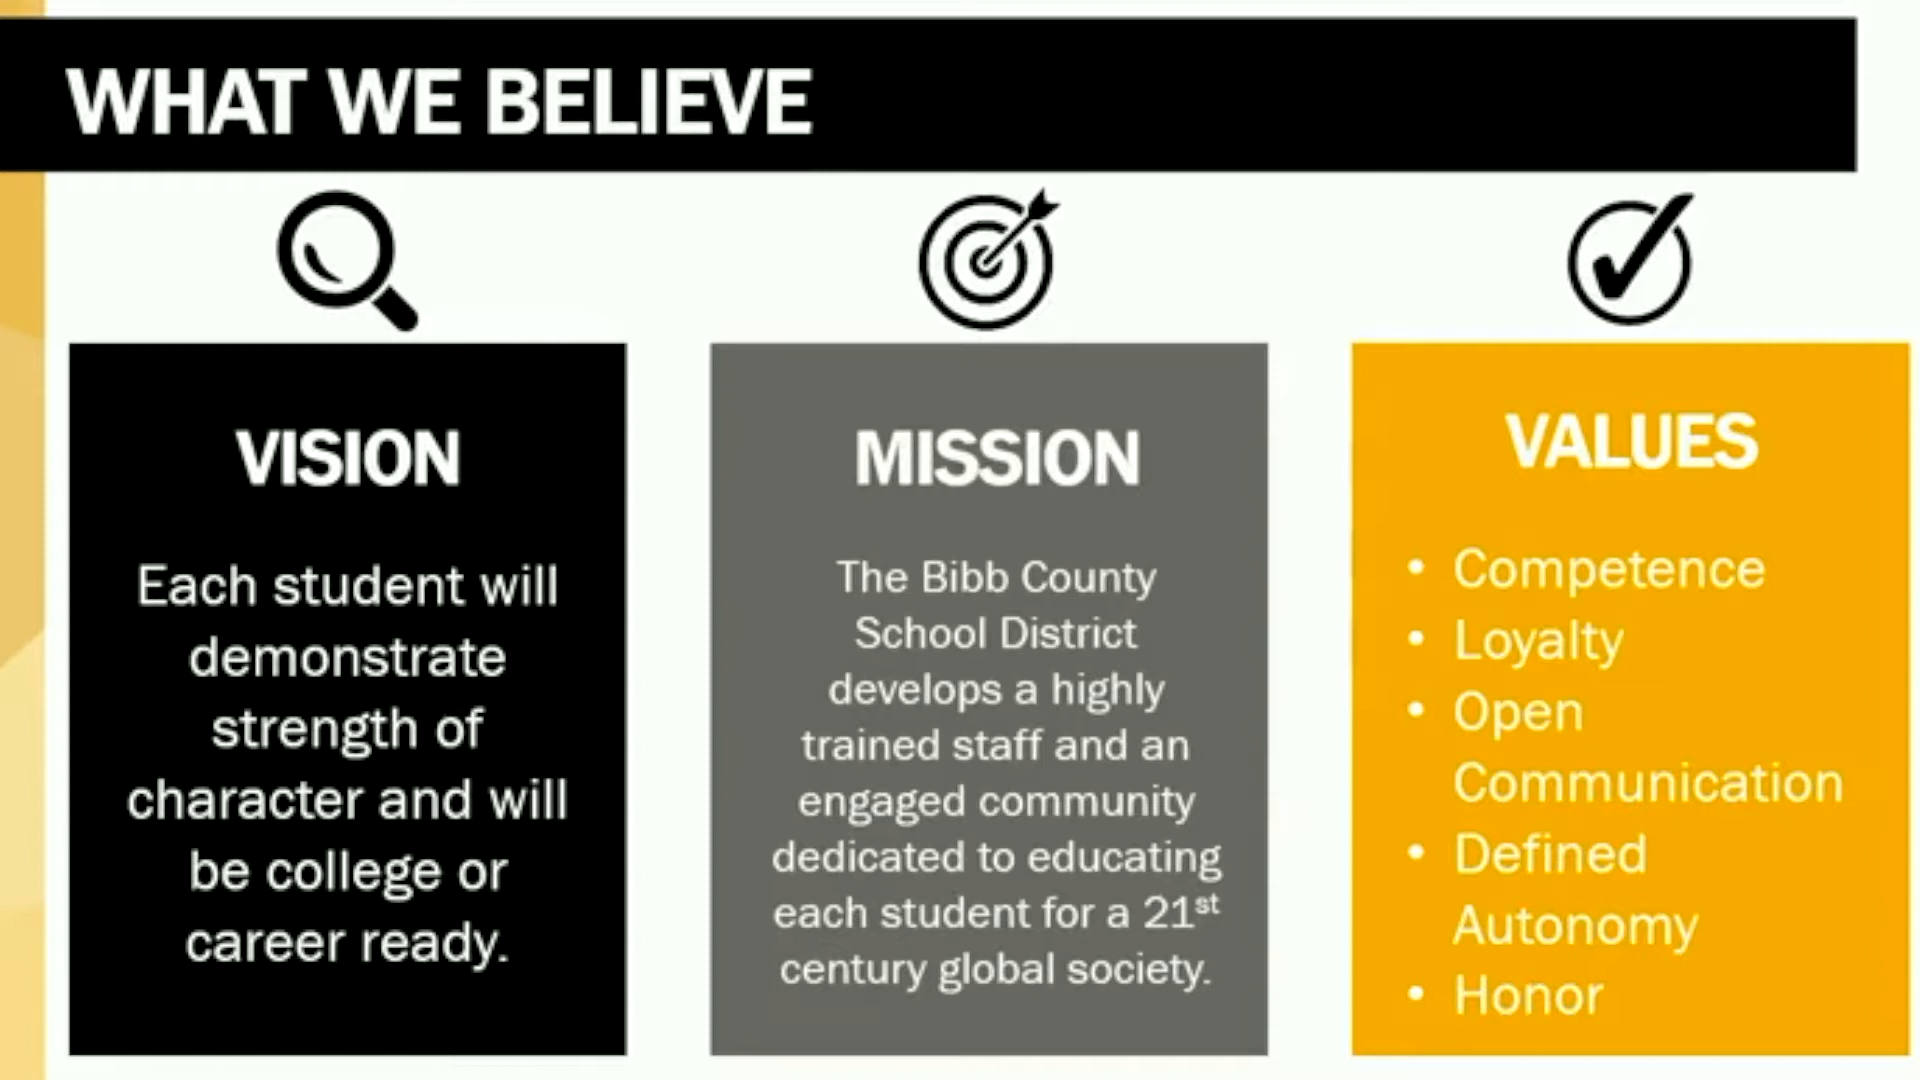 WHAT WE BELIEVE
VISION
Each student will
demonstrate
strength of
character and will
be college or
career ready.
MISSION
The Bibb County
School District
develops a highly
trained staff and an
engaged community
dedicated to educating
each student for a 21st
century global society.
VALUES
• Competence
• Loyalty
• Open
Communication
• Defined
Autonomy
• Honor